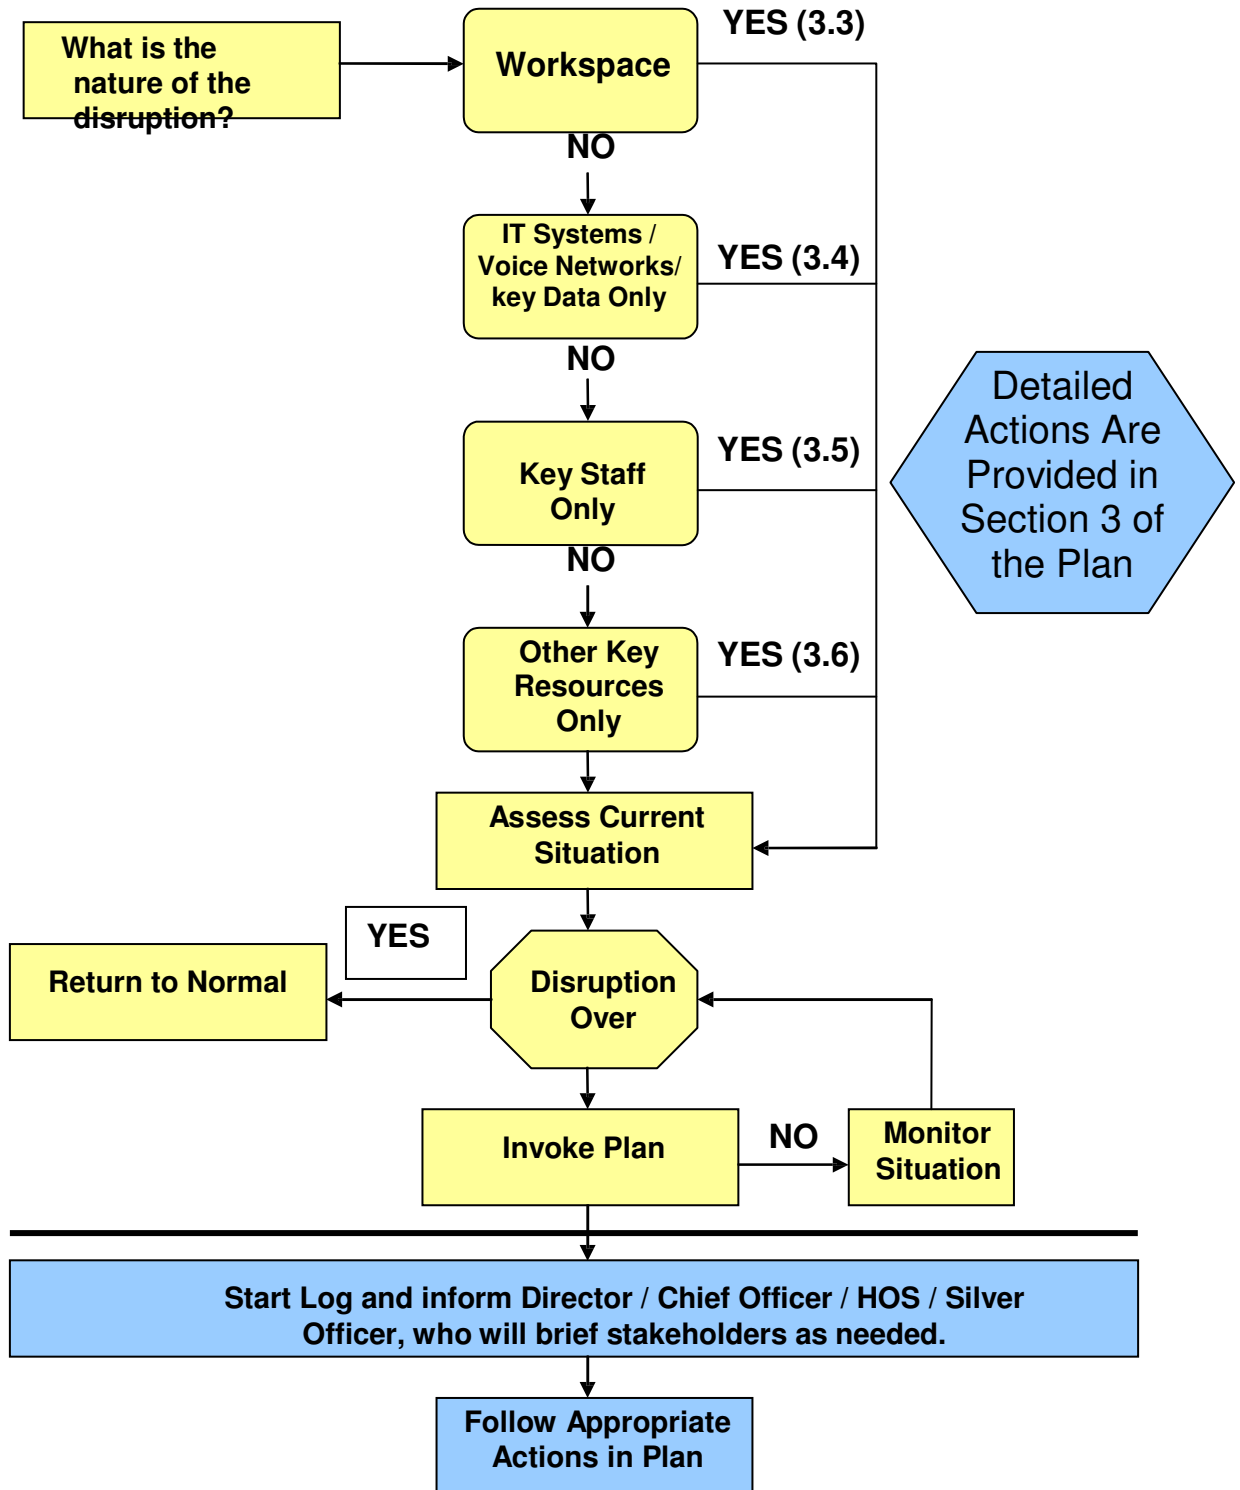 What is the
nature of the
disruption?
Workspace
YES (3.3)
NO
IT Systems /
Voice Networks/
key Data Only
YES (3.4)
NO
Key Staff
Only
YES (3.5)
NO
Other Key
Resources
Only
YES (3.6)
Detailed
Actions Are
Provided in
Section 3 of
the Plan
Assess Current
Situation
YES
Return to Normal
Disruption
Over
Invoke Plan
NO
Monitor
Situation
Start Log and inform Director / Chief Officer / HOS / Silver
Officer, who will brief stakeholders as needed.
Follow Appropriate
Actions in Plan